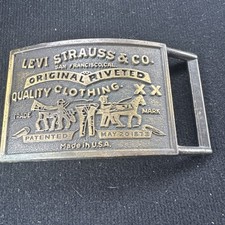 LEVI STRAUSS & CO.
SAN FRANCISCO, CAL.
ORIGINAL RIVETED
QUALITY CLOTHING. XX
TRADE MARK
PATENTED MAY 20 1873
Made in U.S.A.